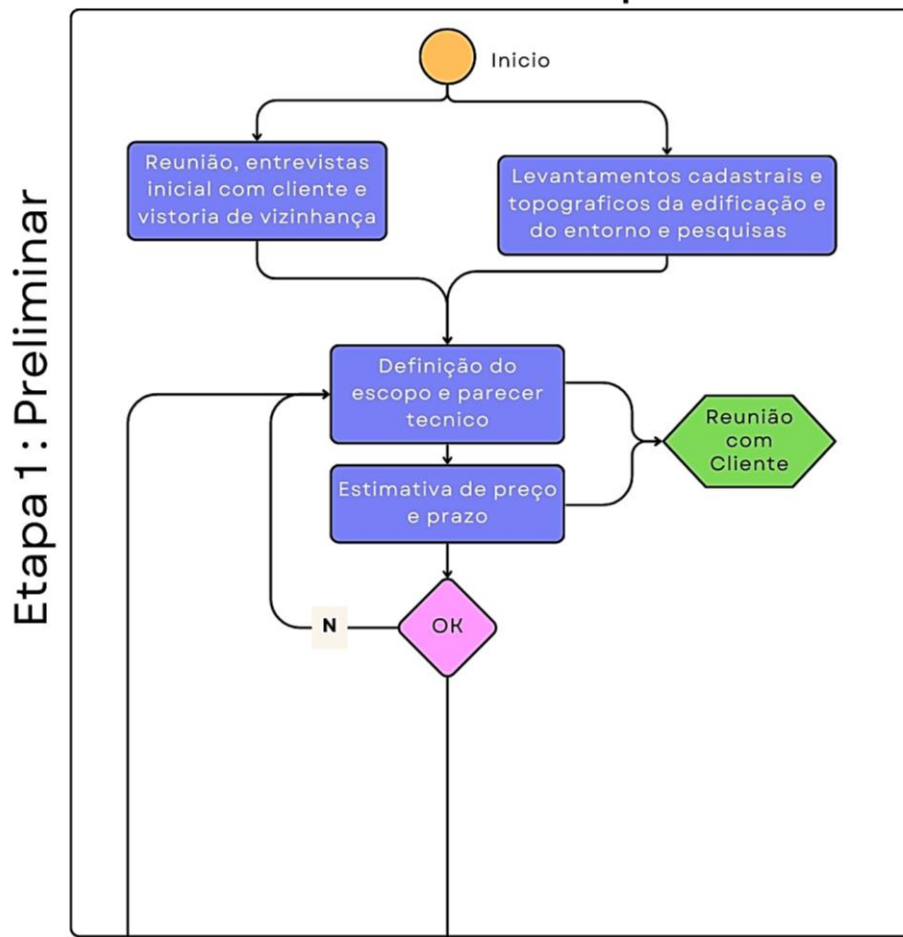 Etapa 1 : Preliminar
Inicio
Reunião, entrevistas
inicial com cliente e
vistoria de vizinhança
Levantamentos cadastrais e
topograficos da edificação e
do entorno e pesquisas
Definição do
escopo e parecer
tecnico
Reunião
com
Cliente
Estimativa de preço
e prazo
N
OK